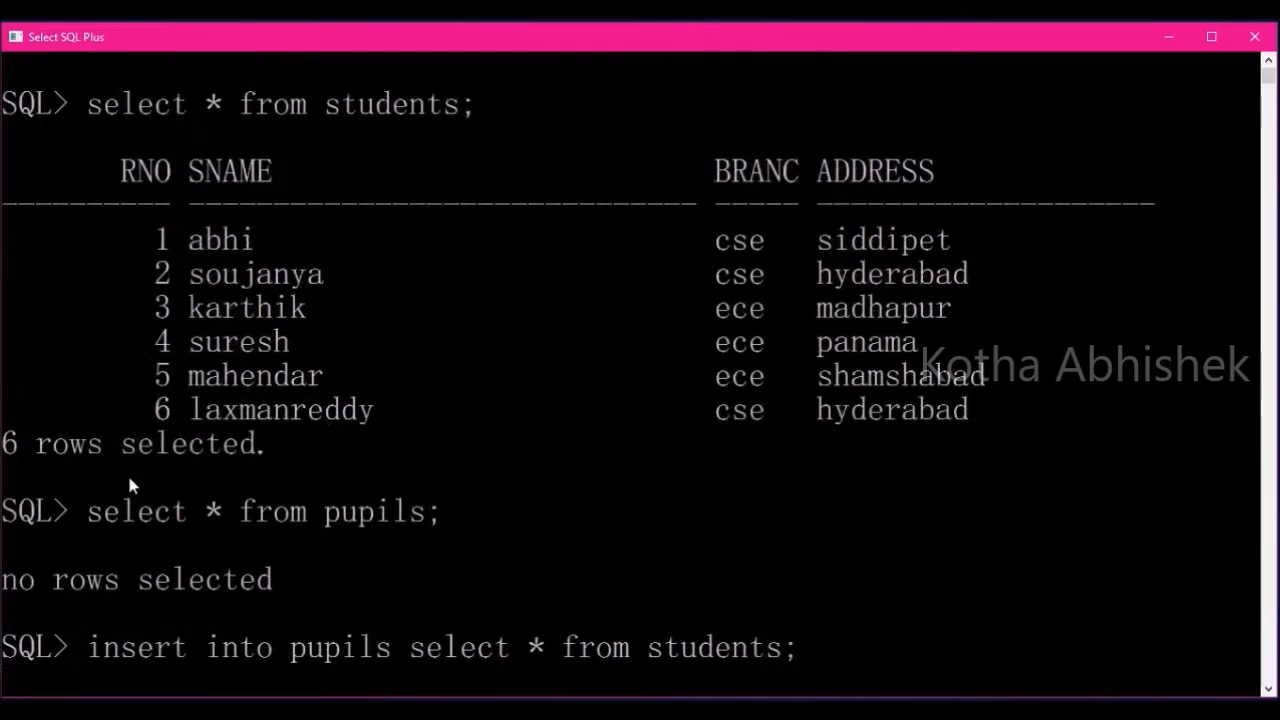 Select SQL Plus
SQL> select * from students;
RNO SNAME BRANC ADDRESS
---------- ------------------------------ ----- --------------------
1 abhi cse siddipet
2 soujanya cse hyderabad
3 karthik ece madhapur
4 suresh ece panama
5 mahendar ece shamshabad
6 laxmanreddy cse hyderabad
Kotha Abhishek
6 rows selected.
SQL> select * from pupils;
no rows selected
SQL> insert into pupils select * from students;